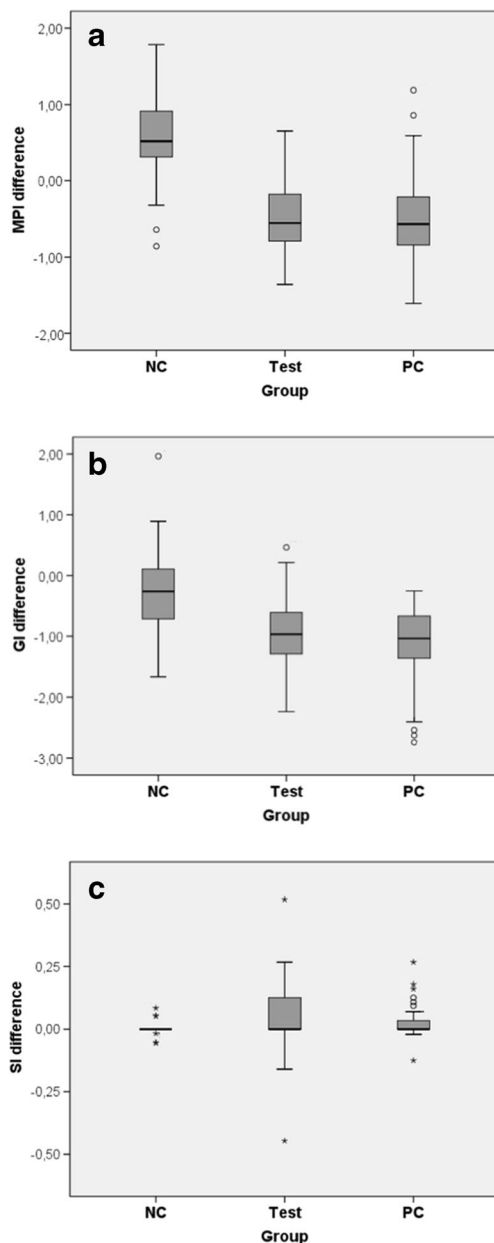 a
2,00
1,00
0,00
-1,00
-2,00
MPI difference
NC Test PC
Group
b
2,00
1,00
0,00
-1,00
-2,00
-3,00
GI difference
NC Test PC
Group
c
0,50
0,25
0,00
-0,25
-0,50
SI difference
NC Test PC
Group